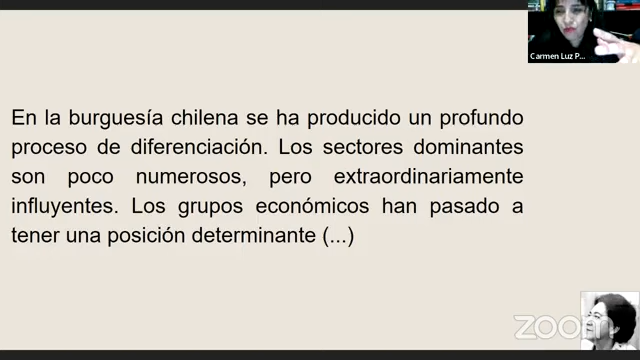 Carmen Luz P...
En la burguesía chilena se ha producido un profundo
proceso de diferenciación. Los sectores dominantes
son poco numerosos, pero extraordinariamente
influyentes. Los grupos económicos han pasado a
tener una posición determinante (...)
zoom